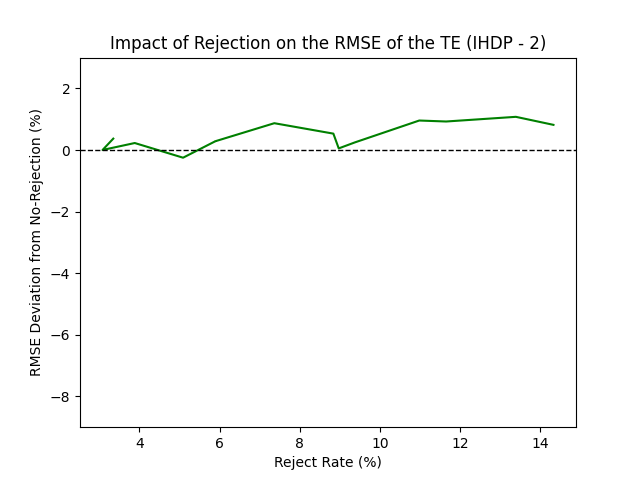 Impact of Rejection on the RMSE of the TE (IHDP - 2)
RMSE Deviation from No-Rejection (%)
2
0
−2
−4
−6
−8
4 6 8 10 12 14
Reject Rate (%)